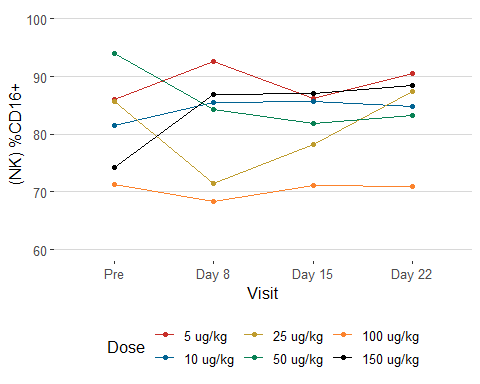 100
90
80
70
60
(NK) %CD16+
Pre Day 8 Day 15 Day 22
Visit
Dose
5 ug/kg 25 ug/kg 100 ug/kg
10 ug/kg 50 ug/kg 150 ug/kg